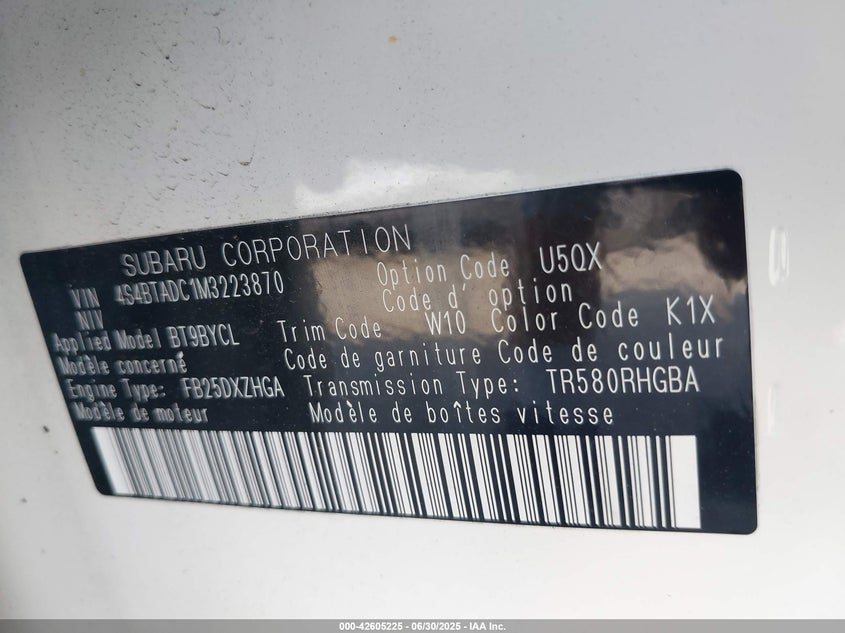 SUBARU CORPORATION
VIN 4S4BTADC1M3223870 Option Code U5QX
NIV Code d' option
Applied Model BT9BYCL Trim Code W10 Color Code K1X
Modèle concerné Code de garniture Code de couleur
Engine Type: FB25DXZHGA Transmission Type: TR580RHGBA
Modèle de moteur Modèle de boîtes vitesse
000-42605225 - 06/30/2025 - IAA Inc.